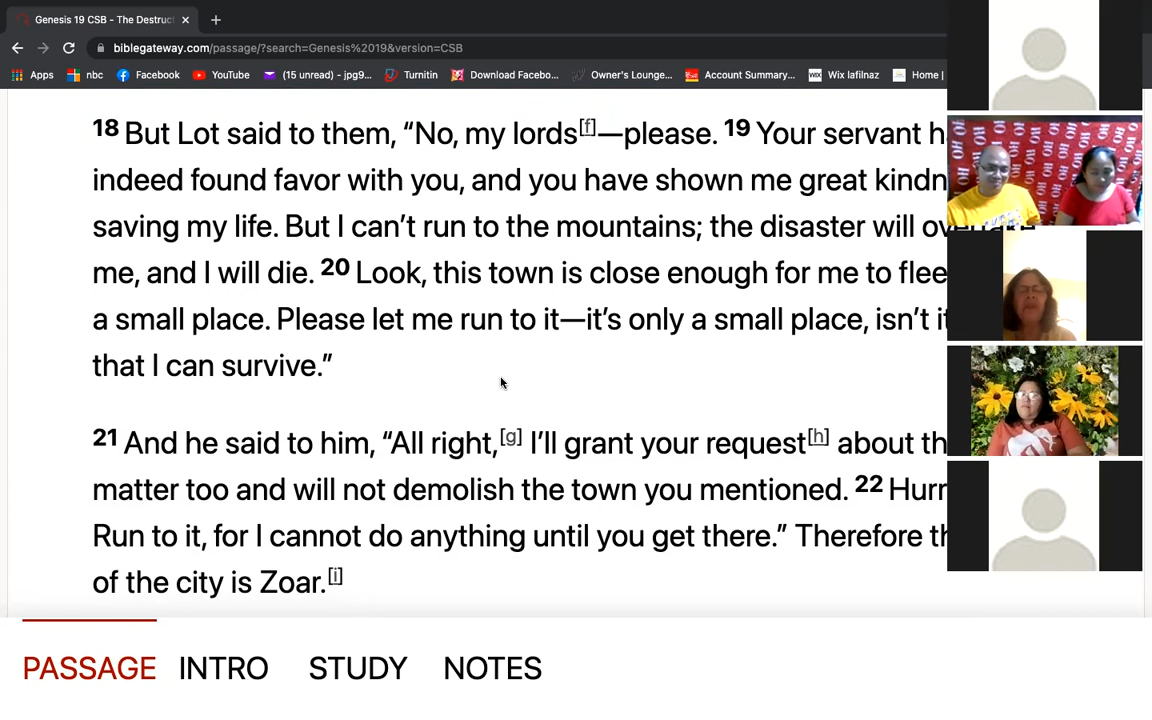 Genesis 19 CSB - The Destruc
biblegateway.com/passage/?search=Genesis%2019&version=CSB
Apps nbc Facebook YouTube (15 unread) - jpg9... Turnitin Download Facebo... Owner's Lounge... Account Summary... Wix lafilnaz Home |
18 But Lot said to them, “No, my lords[f]—please. 19 Your servant h
indeed found favor with you, and you have shown me great kindn
saving my life. But I can’t run to the mountains; the disaster will overtake
me, and I will die. 20 Look, this town is close enough for me to flee
a small place. Please let me run to it—it’s only a small place, isn’t it
that I can survive.”
21 And he said to him, “All right,[g] I’ll grant your request[h] about th
matter too and will not demolish the town you mentioned. 22 Hurr
Run to it, for I cannot do anything until you get there.” Therefore th
of the city is Zoar.[i]
PASSAGE INTRO STUDY NOTES